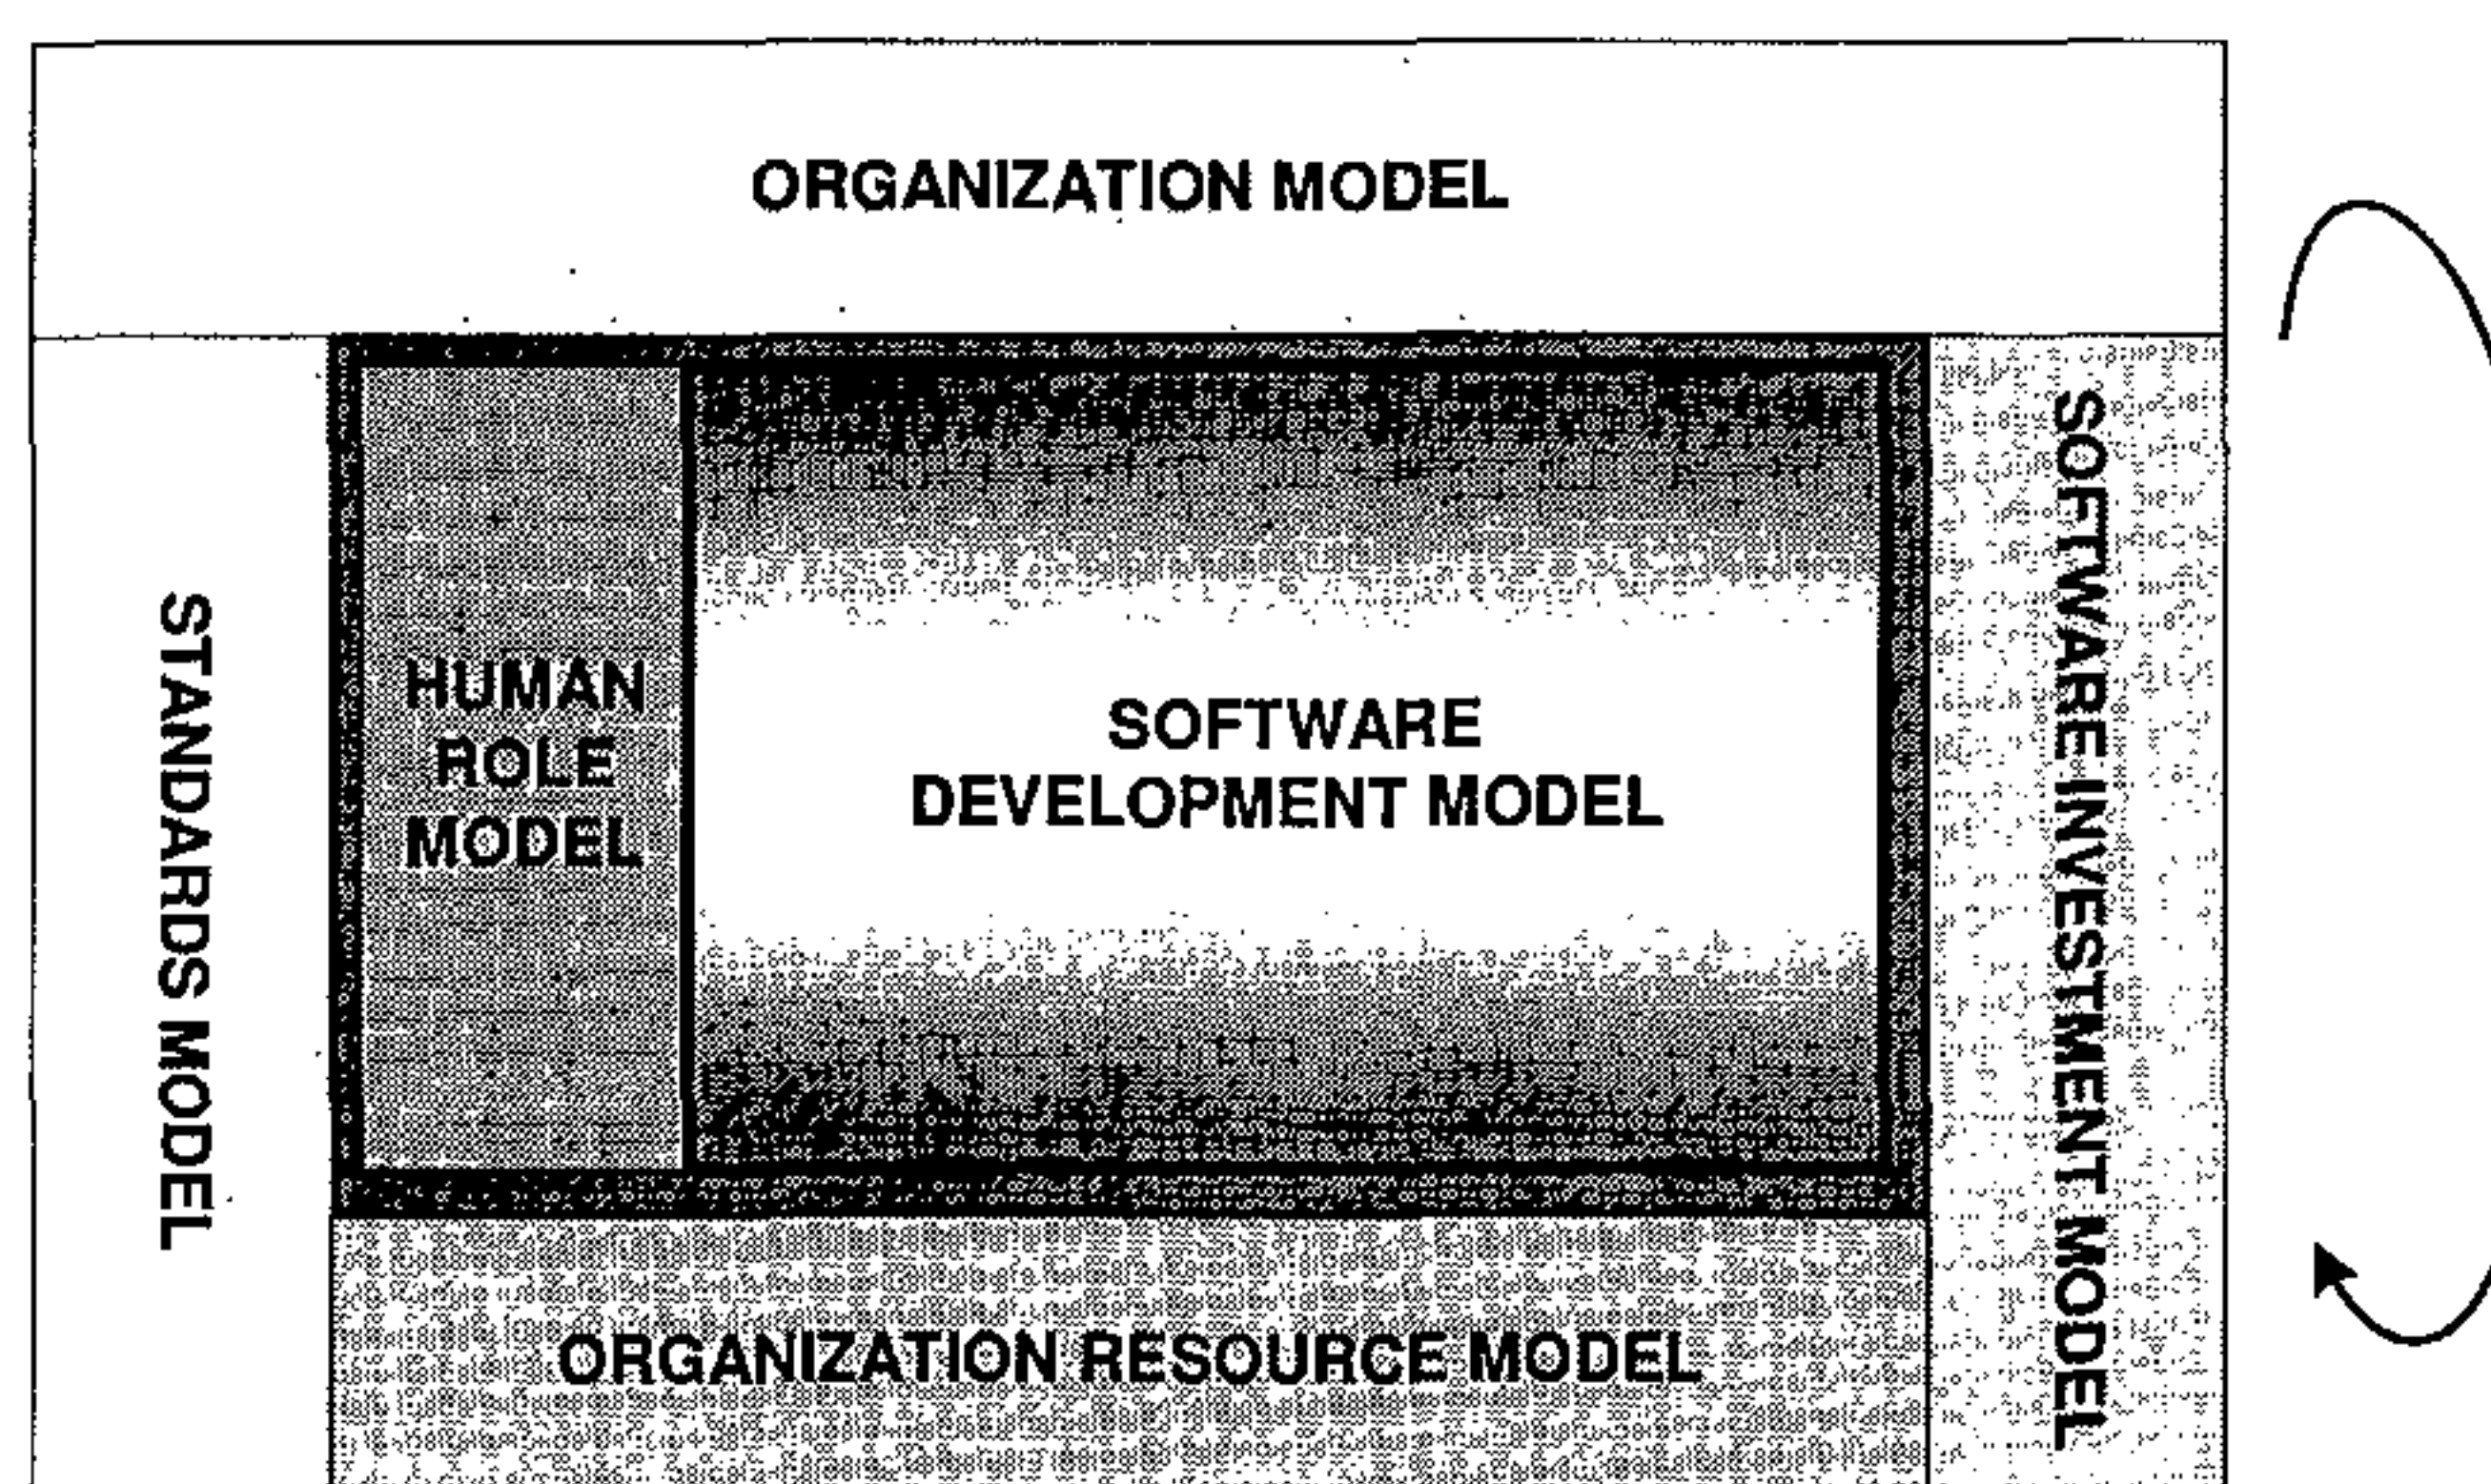 ORGANIZATION MODEL
STANDARDS MODEL
HUMAN
ROLE
MODEL
SOFTWARE
DEVELOPMENT MODEL
SOFTWARE INVESTMENT MODEL
ORGANIZATION RESOURCE MODEL